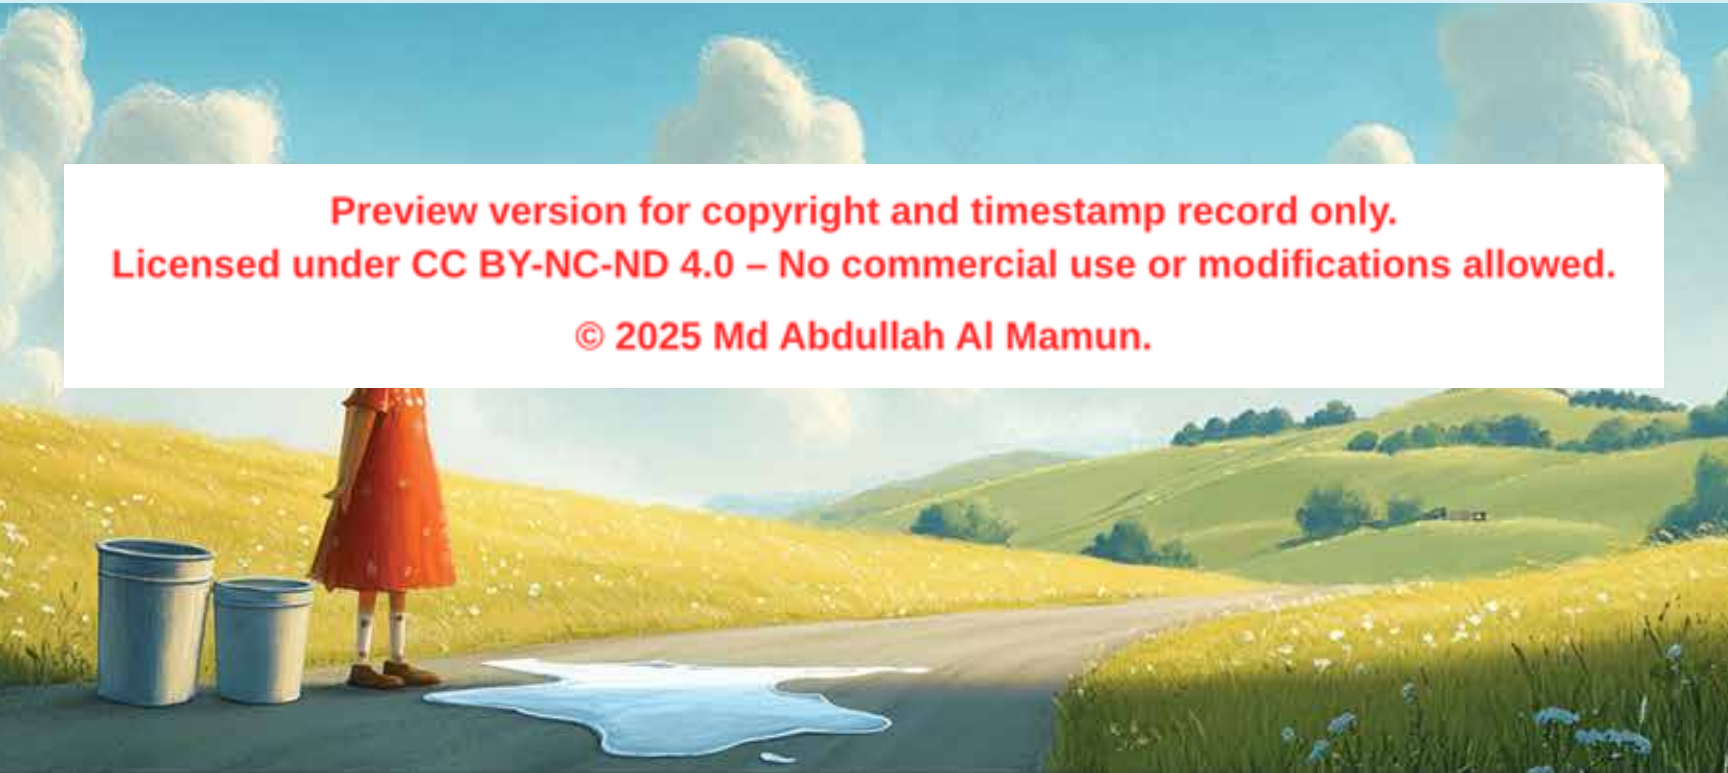 Preview version for copyright and timestamp record only.
Licensed under CC BY-NC-ND 4.0 – No commercial use or modifications allowed.
© 2025 Md Abdullah Al Mamun.